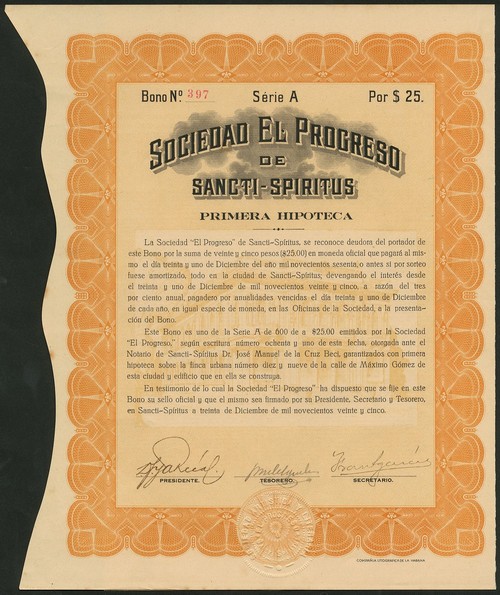 Bono Nº. 397 Série A Por $ 25.
SOCIEDAD EL PROGRESO
DE
SANCTI-SPIRITUS
PRIMERA HIPOTECA
La Sociedad "El Progreso" de Sancti-Spíritus, se reconoce deudora del portador de
este Bono por la suma de veinte y cinco pesos ($25.00) en moneda oficial que pagará al mis-
mo el día treinta y uno de Diciembre del año mil novecientos sesenta, o antes si por sorteo
fuese amortizado, todo en la ciudad de Sancti-Spíritus; devengando el interés desde
el treinta y uno de Diciembre de mil novecientos veinte y cinco, a razón del tres
por ciento anual, pagadero por anualidades vencidas el día treinta y uno de Diciembre
de cada año, en igual especie de moneda, en las Oficinas de la Sociedad, a la presenta-
ción del Bono.
Este Bono es uno de la Serie A de 600 de a $25.00 emitidos por la Sociedad
"El Progreso," según escritura número ochenta y uno de esta fecha, otorgada ante el
Notario de Sancti-Spíritus Dr. José Manuel de la Cruz Beci, garantizados con primera
hipoteca sobre la finca urbana número diez y nueve de la calle de Máximo Gómez de
esta ciudad y edificio que en ella se construya.
En testimonio de lo cual la Sociedad "El Progreso" ha dispuesto que se fije en este
Bono su sello oficial y que el mismo sea firmado por su Presidente, Secretario y Tesorero,
en Sancti-Spíritus a treinta de Diciembre de mil novecientos veinte y cinco.
PRESIDENTE. TESORERO. SECRETARIO.
COMPAÑIA LITOGRAFICA DE LA HABANA